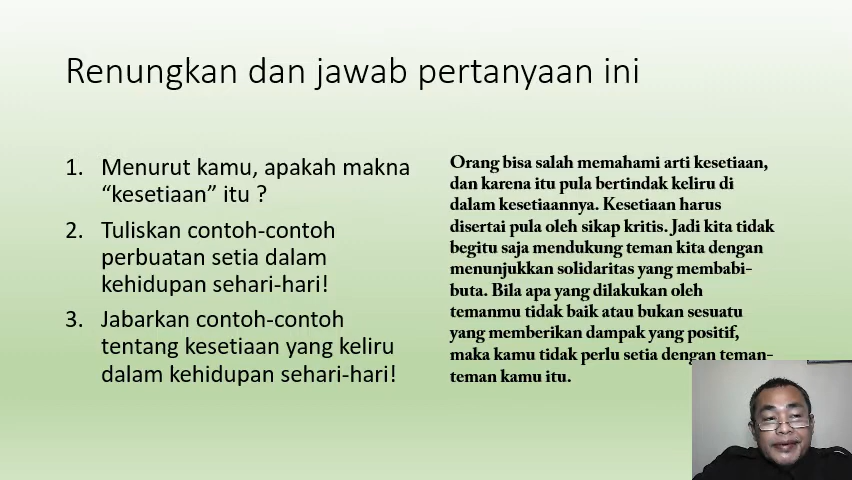 Renungkan dan jawab pertanyaan ini
1. Menurut kamu, apakah makna
“kesetiaan” itu ?
2. Tuliskan contoh-contoh
perbuatan setia dalam
kehidupan sehari-hari!
3. Jabarkan contoh-contoh
tentang kesetiaan yang keliru
dalam kehidupan sehari-hari!
Orang bisa salah memahami arti kesetiaan,
dan karena itu pula bertindak keliru di
dalam kesetiaannya. Kesetiaan harus
disertai pula oleh sikap kritis. Jadi kita tidak
begitu saja mendukung teman kita dengan
menunjukkan solidaritas yang membabi-
buta. Bila apa yang dilakukan oleh
temanmu tidak baik atau bukan sesuatu
yang memberikan dampak yang positif,
maka kamu tidak perlu setia dengan teman-
teman kamu itu.